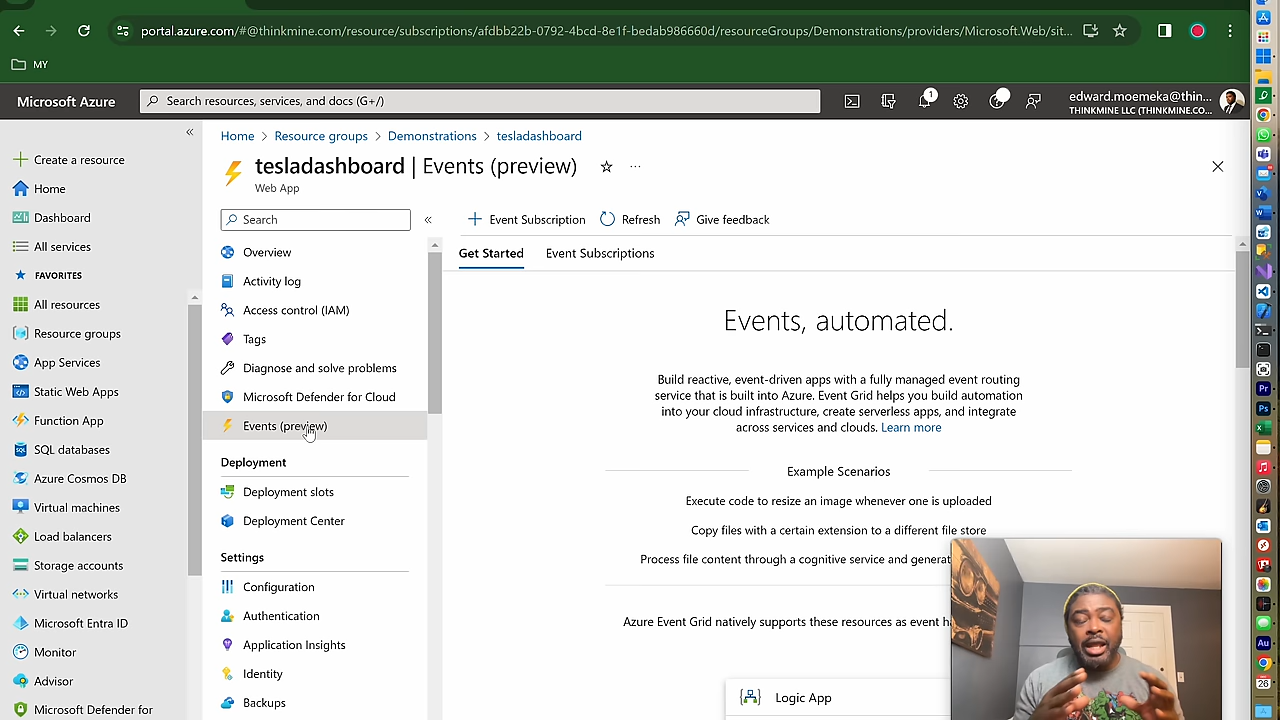 portal.azure.com/#@thinkmine.com/resource/subscriptions/afdbb22b-0792-4bcd-8e1f-bedab986660d/resourceGroups/Demonstrations/providers/Microsoft.Web/sit...
MY
Microsoft Azure
Search resources, services, and docs (G+/)
1
edward.moemeka@thin...
THINKMINE LLC (THINKMINE.CO...
Create a resource
Home
Dashboard
All services
FAVORITES
All resources
Resource groups
App Services
Static Web Apps
Function App
SQL databases
Azure Cosmos DB
Virtual machines
Load balancers
Storage accounts
Virtual networks
Microsoft Entra ID
Monitor
Advisor
Microsoft Defender for
Home > Resource groups > Demonstrations > tesladashboard
tesladashboard | Events (preview)
Web App
Search
Overview
Activity log
Access control (IAM)
Tags
Diagnose and solve problems
Microsoft Defender for Cloud
Events (preview)
Deployment
Deployment slots
Deployment Center
Settings
Configuration
Authentication
Application Insights
Identity
Backups
Event Subscription
Refresh
Give feedback
Get Started
Event Subscriptions
Events, automated.
Build reactive, event-driven apps with a fully managed event routing
service that is built into Azure. Event Grid helps you build automation
into your cloud infrastructure, create serverless apps, and integrate
across services and clouds. Learn more
Example Scenarios
Execute code to resize an image whenever one is uploaded
Copy files with a certain extension to a different file store
Process file content through a cognitive service and generat
Azure Event Grid natively supports these resources as event ha
Logic App
Pr
Ps
Au
26